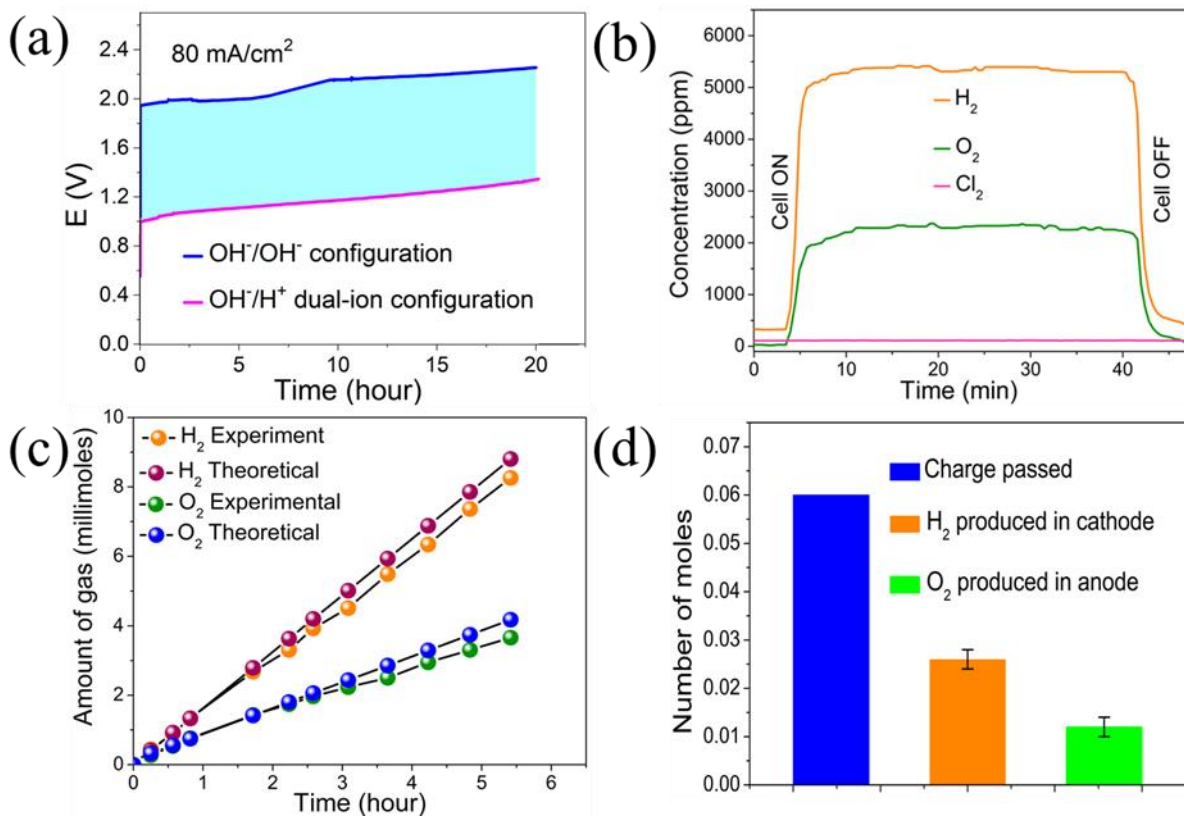 (a)
80 mA/cm²
E (V)
2.4
2.0
1.6
1.2
0.8
0.4
0.0
OH⁻/OH⁻ configuration
OH⁻/H⁺ dual-ion configuration
0 5 10 15 20
Time (hour)
(b)
Concentration (ppm)
6000
5000
4000
3000
2000
1000
0
H₂
O₂
Cl₂
Cell ON
Cell OFF
0 10 20 30 40
Time (min)
(c)
Amount of gas (millimoles)
10
8
6
4
2
0
H₂ Experiment
H₂ Theoretical
O₂ Experimental
O₂ Theoretical
0 1 2 3 4 5 6
Time (hour)
(d)
Number of moles
0.07
0.06
0.05
0.04
0.03
0.02
0.01
0.00
Charge passed
H₂ produced in cathode
O₂ produced in anode